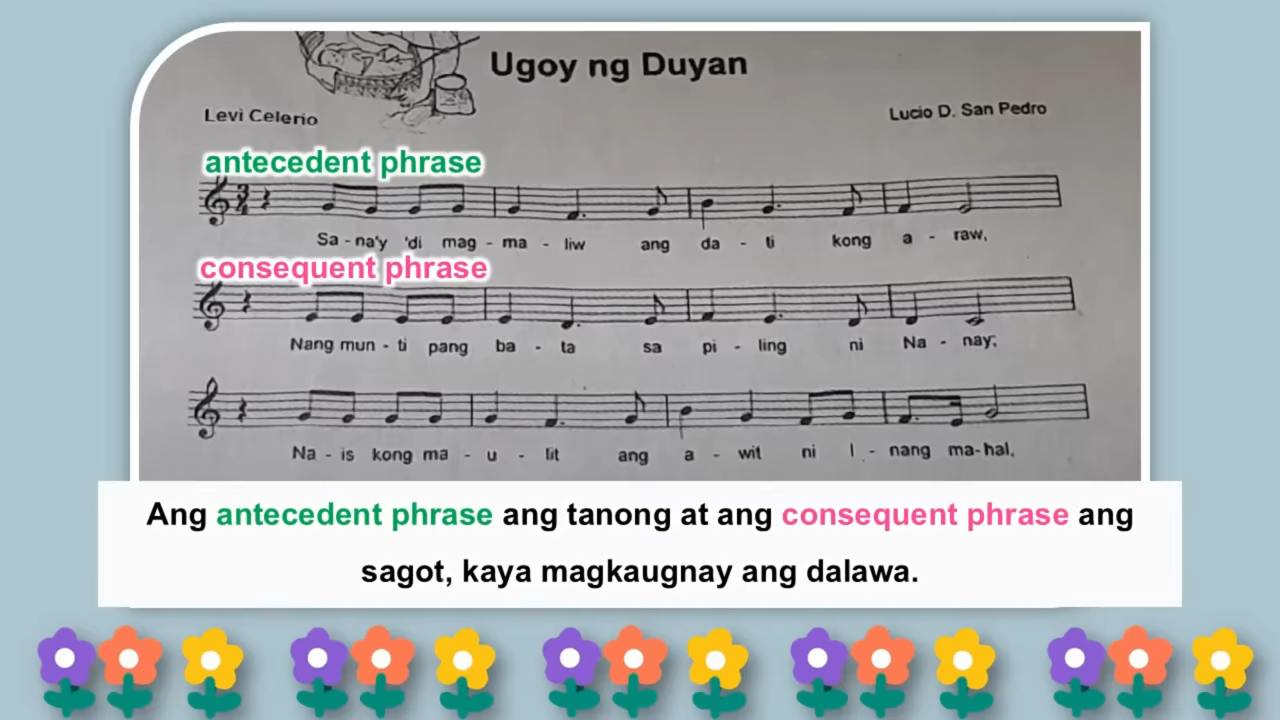 Ugoy ng Duyan
Levi Celerio
Lucio D. San Pedro
antecedent phrase
3
4
Sa - na'y 'di mag - ma - liw ang da - ti kong a - raw,
consequent phrase
Nang mun - ti pang ba - ta sa pi - ling ni Na - nay;
Na - is kong ma - u - lit ang a - wit ni I - nang ma - hal,
Ang antecedent phrase ang tanong at ang consequent phrase ang
sagot, kaya magkaugnay ang dalawa.